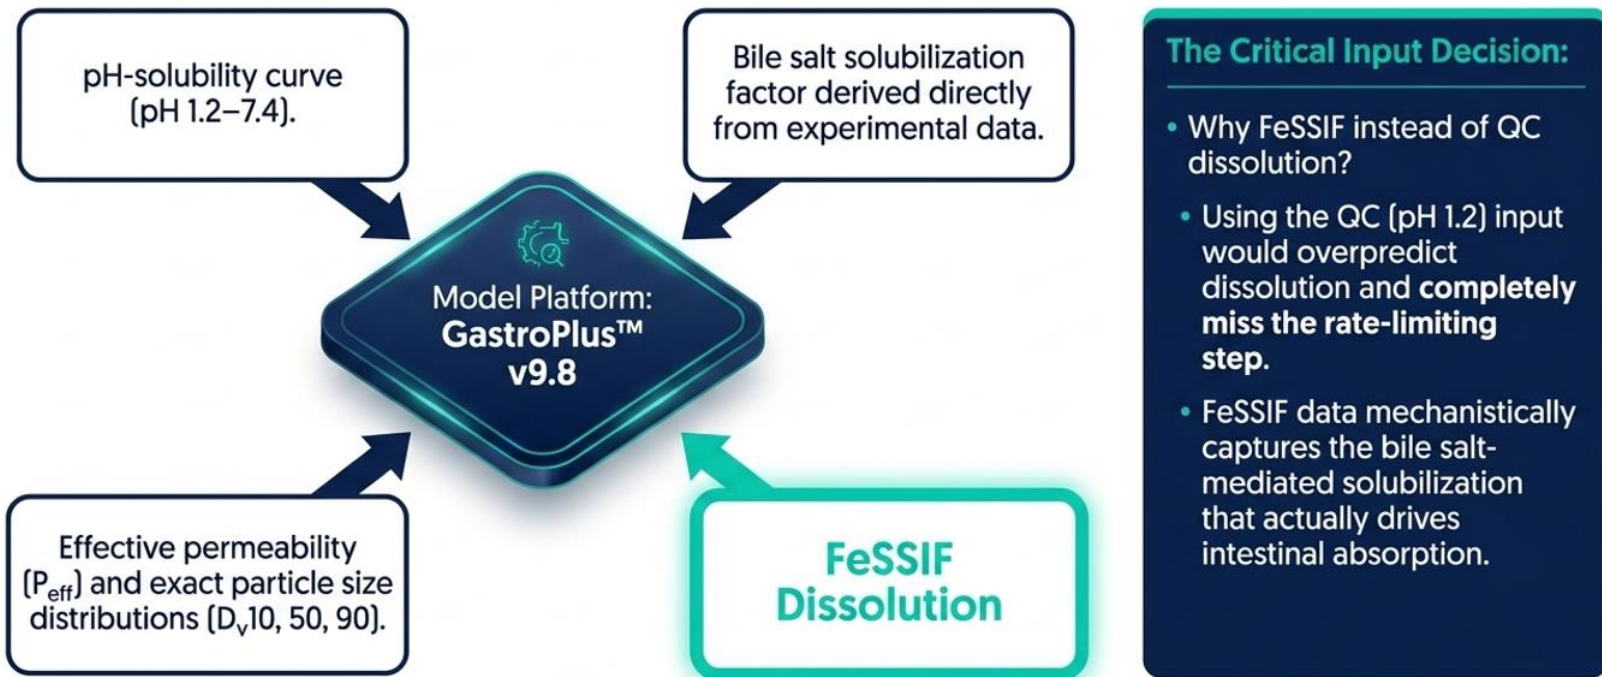 pH-solubility curve
(pH 1.2–7.4).
Bile salt solubilization
factor derived directly
from experimental data.
Model Platform:
GastroPlus™
v9.8
Effective permeability
(Peff) and exact particle size
distributions (Dv10, 50, 90).
FeSSIF
Dissolution
The Critical Input Decision:
• Why FeSSIF instead of QC
dissolution?
• Using the QC (pH 1.2) input
would overpredict
dissolution and completely
miss the rate-limiting
step.
• FeSSIF data mechanistically
captures the bile salt-
mediated solubilization
that actually drives
intestinal absorption.